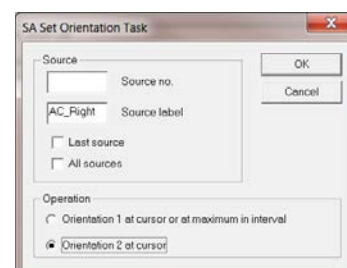 SA Set Orientation Task
Source
OK
Source no.
Cancel
AC_Right Source label
Last source
All sources
Operation
Orientation 1 at cursor or at maximum in interval
Orientation 2 at cursor